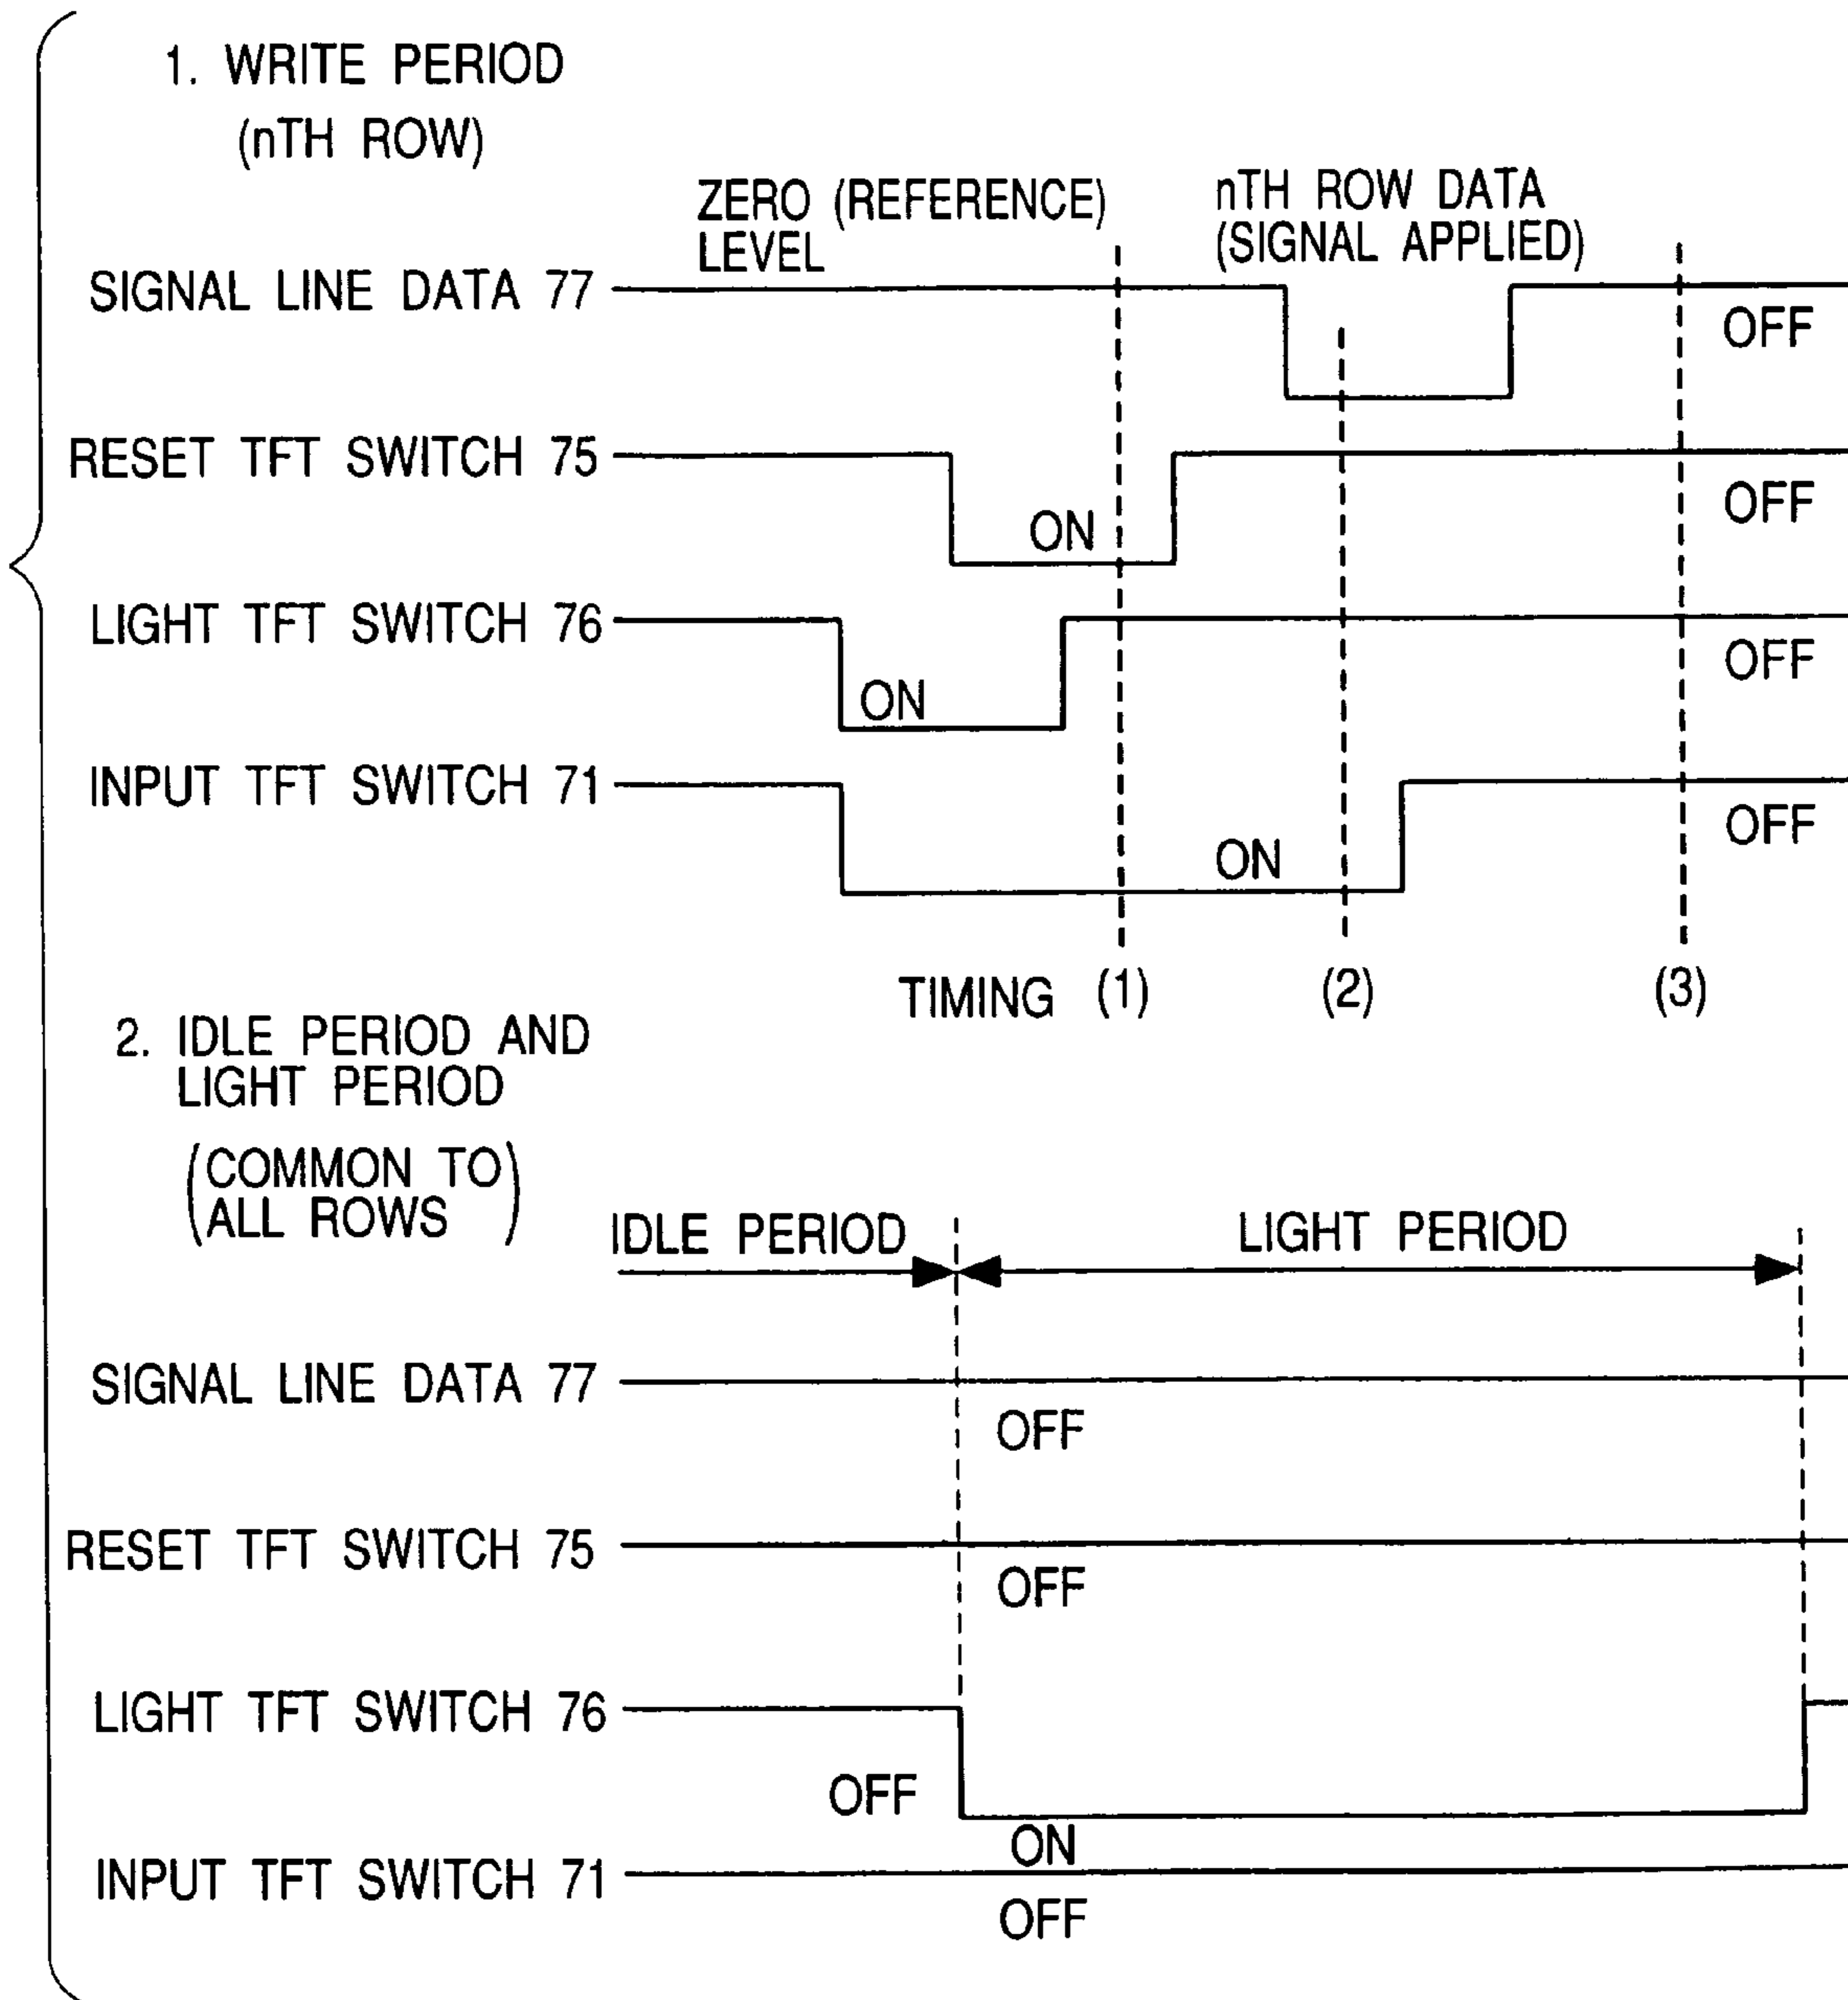 1. WRITE PERIOD
(nTH ROW)
ZERO (REFERENCE)
LEVEL
nTH ROW DATA
(SIGNAL APPLIED)
SIGNAL LINE DATA 77
OFF
RESET TFT SWITCH 75
ON
OFF
LIGHT TFT SWITCH 76
ON
OFF
INPUT TFT SWITCH 71
ON
OFF
TIMING (1) (2) (3)
2. IDLE PERIOD AND
LIGHT PERIOD
(COMMON TO
ALL ROWS)
IDLE PERIOD
LIGHT PERIOD
SIGNAL LINE DATA 77
OFF
RESET TFT SWITCH 75
OFF
LIGHT TFT SWITCH 76
OFF
ON
INPUT TFT SWITCH 71
OFF